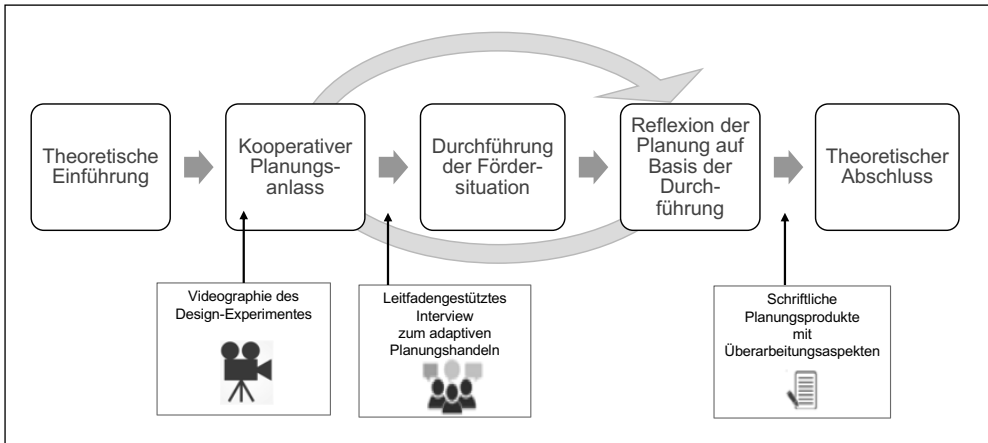 Theoretische
Einführung
Kooperativer
Planungs-
anlass
Durchführung
der Förder-
situation
Reflexion der
Planung auf
Basis der
Durch-
führung
Theoretischer
Abschluss
Videographie des
Design-Experimentes
Leitfadengestütztes
Interview
zum adaptiven
Planungshandeln
Schriftliche
Planungsprodukte
mit
Überarbeitungsaspekten